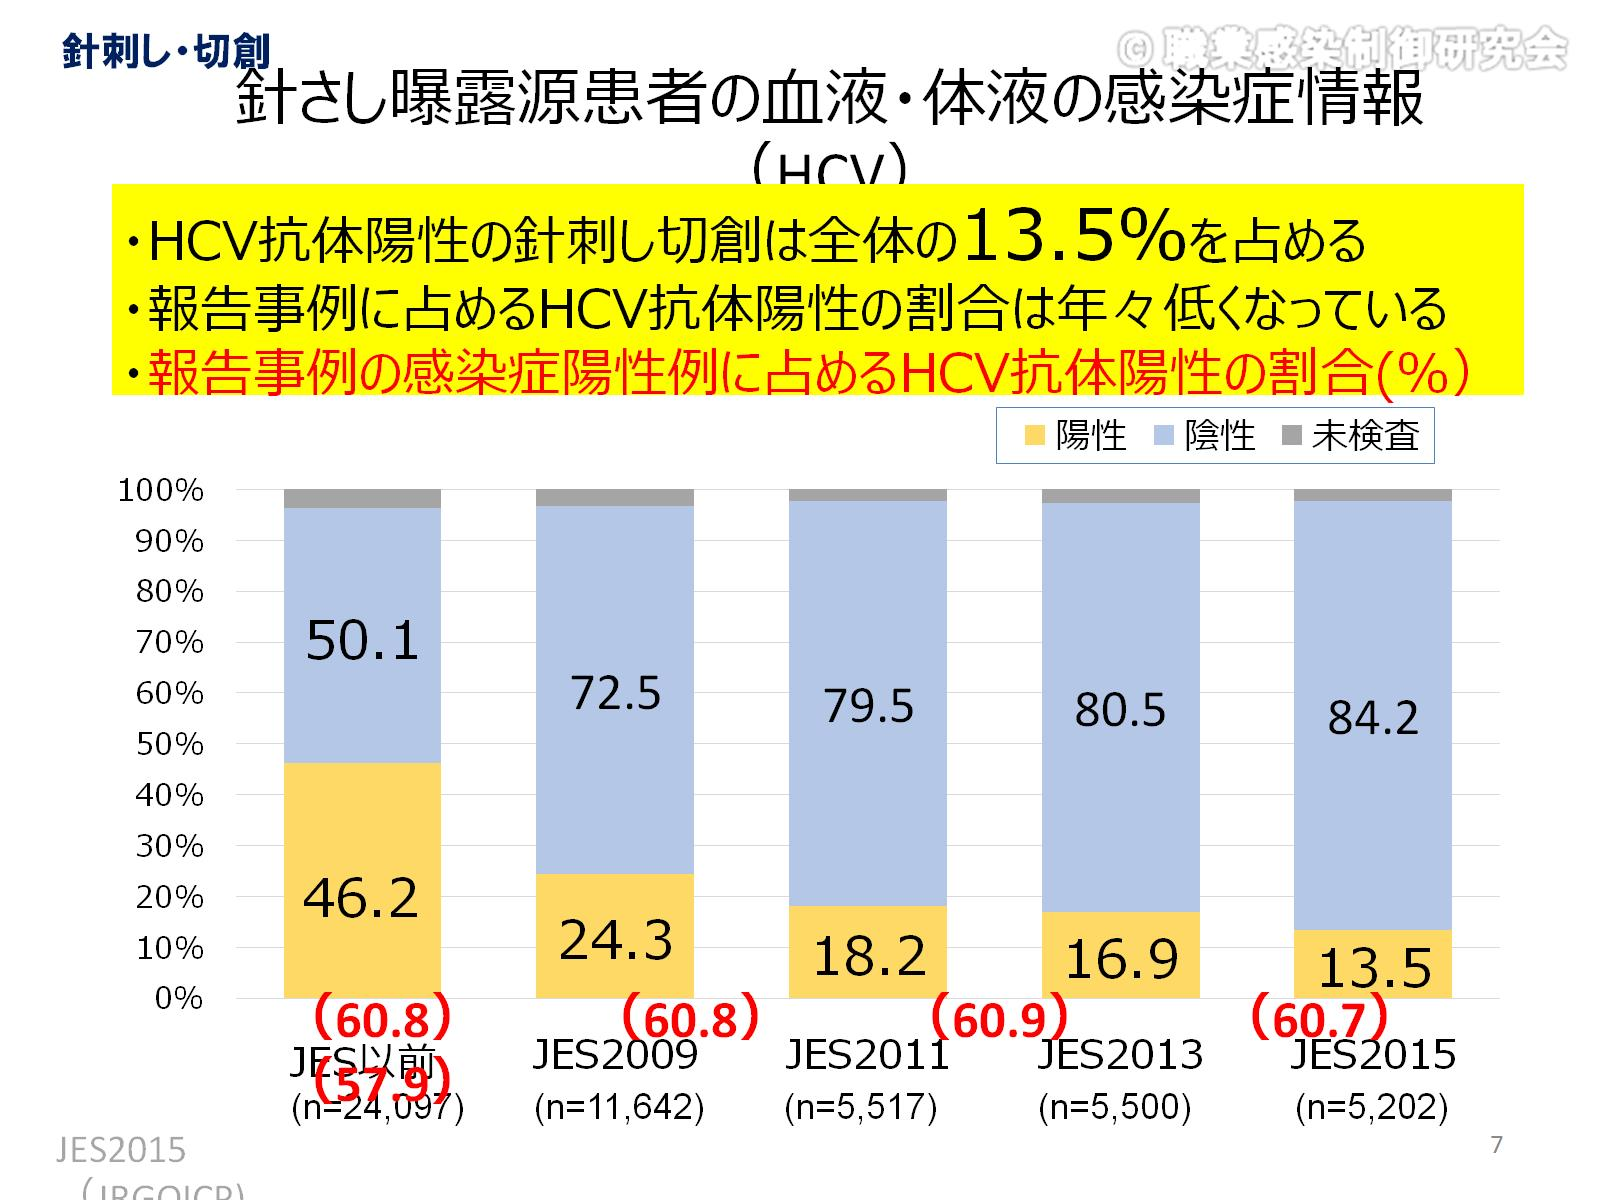 針刺し・切創
© 職業感染制御研究会
針さし曝露源患者の血液・体液の感染症情報
（HCV）
・HCV抗体陽性の針刺し切創は全体の13.5%を占める
・報告事例に占めるHCV抗体陽性の割合は年々低くなっている
・報告事例の感染症陽性例に占めるHCV抗体陽性の割合(%）
陽性 陰性 未検査
100%
90%
80%
70%
60%
50%
40%
30%
20%
10%
0%
50.1 72.5 79.5 80.5 84.2
46.2 24.3 18.2 16.9 13.5
（60.8） （60.8） （60.9） （60.7）
JES以前 JES2009 JES2011 JES2013 JES2015
（57.9）
(n=24,097) (n=11,642) (n=5,517) (n=5,500) (n=5,202)
JES2015
（JRGOICP)
7